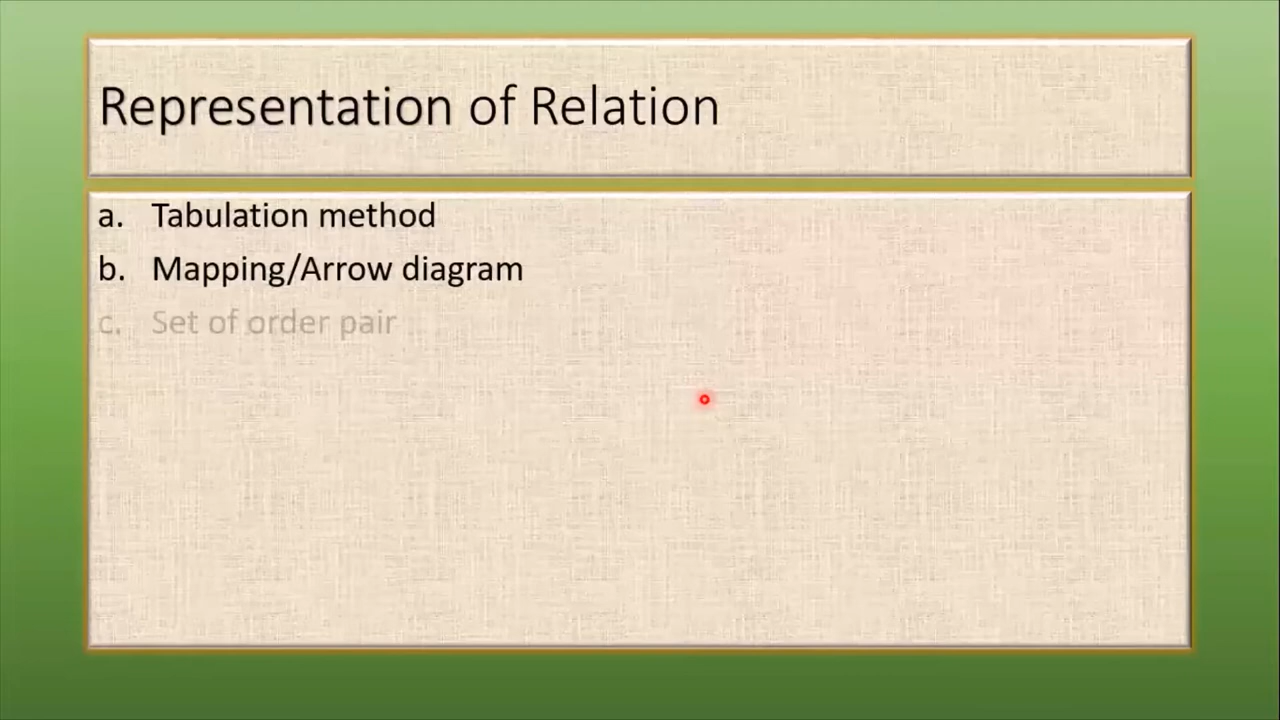 Representation of Relation
a. Tabulation method
b. Mapping/Arrow diagram
c. Set of order pair